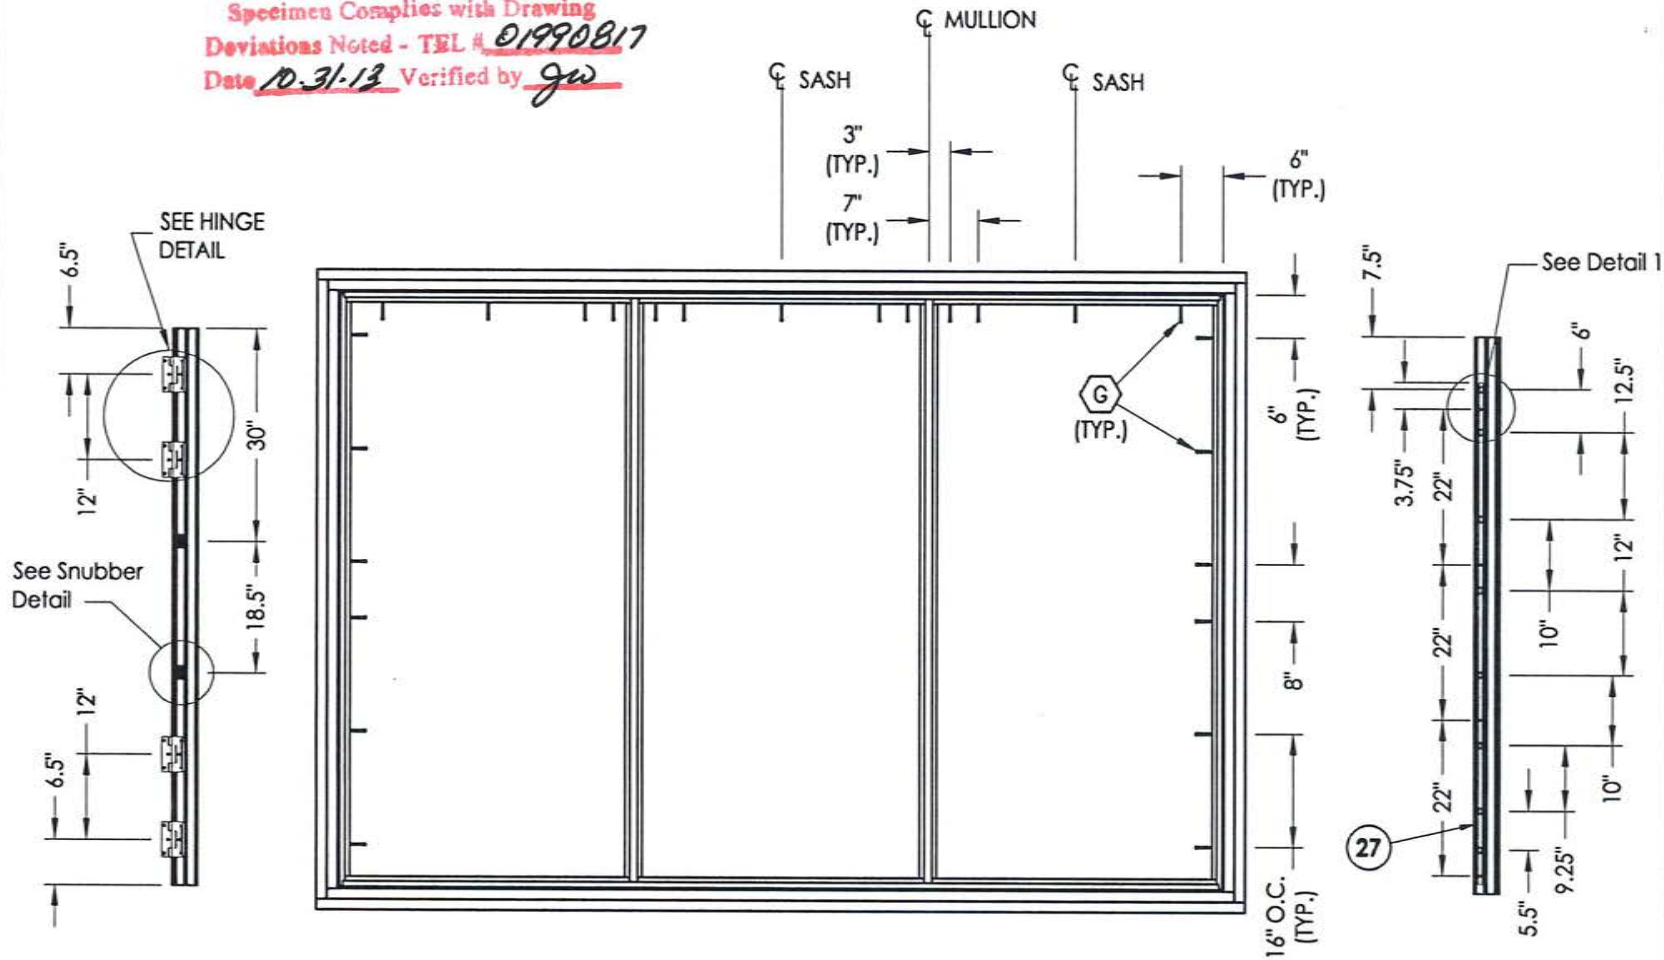 Specimen Complies with Drawing
Deviations Noted - TEL # 01990817
Date 10.31.13 Verified by
℄ MULLION
℄ SASH
℄ SASH
3"
(TYP.)
7"
(TYP.)
6"
(TYP.)
SEE HINGE
DETAIL
6.5"
30"
12"
See Snubber
Detail
18.5"
12"
6.5"
G
(TYP.)
6"
(TYP.)
8"
16" O.C.
(TYP.)
7.5"
See Detail 1
6"
12.5"
3.75"
22"
12"
10"
22"
10"
22"
27
9.25"
5.5"